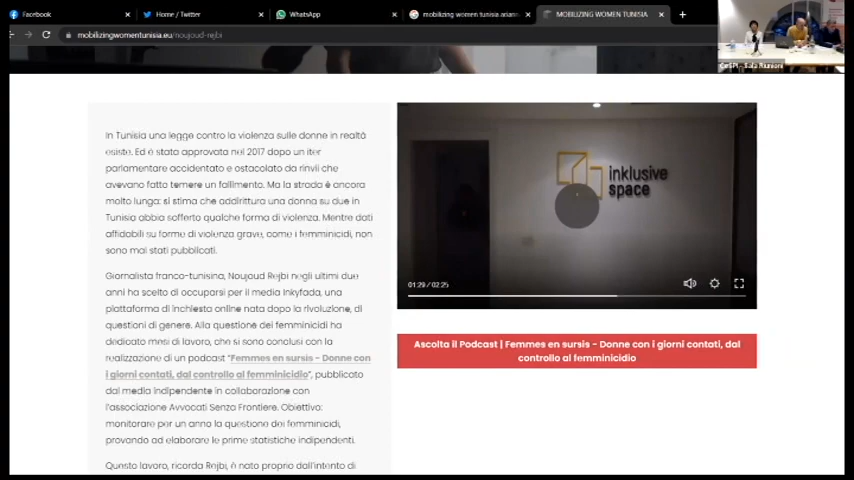 Facebook
Home / Twitter
WhatsApp
mobilizing women tunisia ariann
MOBILIZING WOMEN TUNISIA
mobilizingwomentunisia.eu/noujoud-rejbi
CeSPI - Sala Riunioni
In Tunisia una legge contro la violenza sulle donne in realtà
esiste. Ed è stata approvata nel 2017 dopo un iter
parlamentare accidentato e ostacolato da rinvii che
avevano fatto temere un fallimento. Ma la strada è ancora
molto lunga: si stima che addirittura una donna su due in
Tunisia abbia sofferto qualche forma di violenza. Mentre dati
affidabili su forme di violenza grave, come i femminicidi, non
sono mai stati pubblicati.
Giornalista franco-tunisina, Noujoud Rejbi negli ultimi due
anni ha scelto di occuparsi per il media Inkyfada, una
piattaforma di inchiesta online nata dopo la rivoluzione, di
questioni di genere. Alla questione dei femminicidi ha
dedicato mesi di lavoro, che si sono conclusi con la
realizzazione di un podcast "Femmes en sursis - Donne con
i giorni contati, dal controllo al femminicidio", pubblicato
dal media indipendente in collaborazione con
l'associazione Avvocati Senza Frontiere. Obiettivo:
monitorare per un anno la questione dei femminicidi,
provando ad elaborare le prime statistiche indipendenti.
Questo lavoro, ricorda Rejbi, è nato proprio dall'intento di
inklusive
space
01:29 / 02:25
Ascolta il Podcast | Femmes en sursis - Donne con i giorni contati, dal
controllo al femminicidio